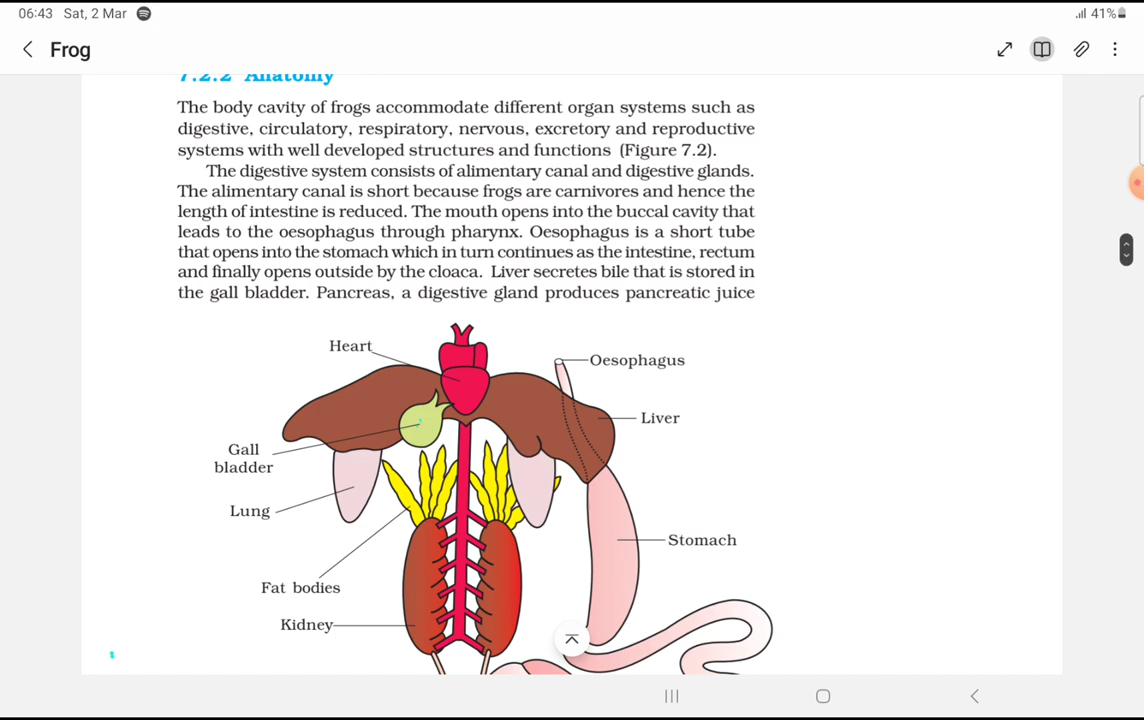 06:43 Sat, 2 Mar
41%
Frog
7.2.2 Anatomy
The body cavity of frogs accommodate different organ systems such as
digestive, circulatory, respiratory, nervous, excretory and reproductive
systems with well developed structures and functions (Figure 7.2).
The digestive system consists of alimentary canal and digestive glands.
The alimentary canal is short because frogs are carnivores and hence the
length of intestine is reduced. The mouth opens into the buccal cavity that
leads to the oesophagus through pharynx. Oesophagus is a short tube
that opens into the stomach which in turn continues as the intestine, rectum
and finally opens outside by the cloaca. Liver secretes bile that is stored in
the gall bladder. Pancreas, a digestive gland produces pancreatic juice
Heart
Oesophagus
Liver
Gall
bladder
Lung
Stomach
Fat bodies
Kidney